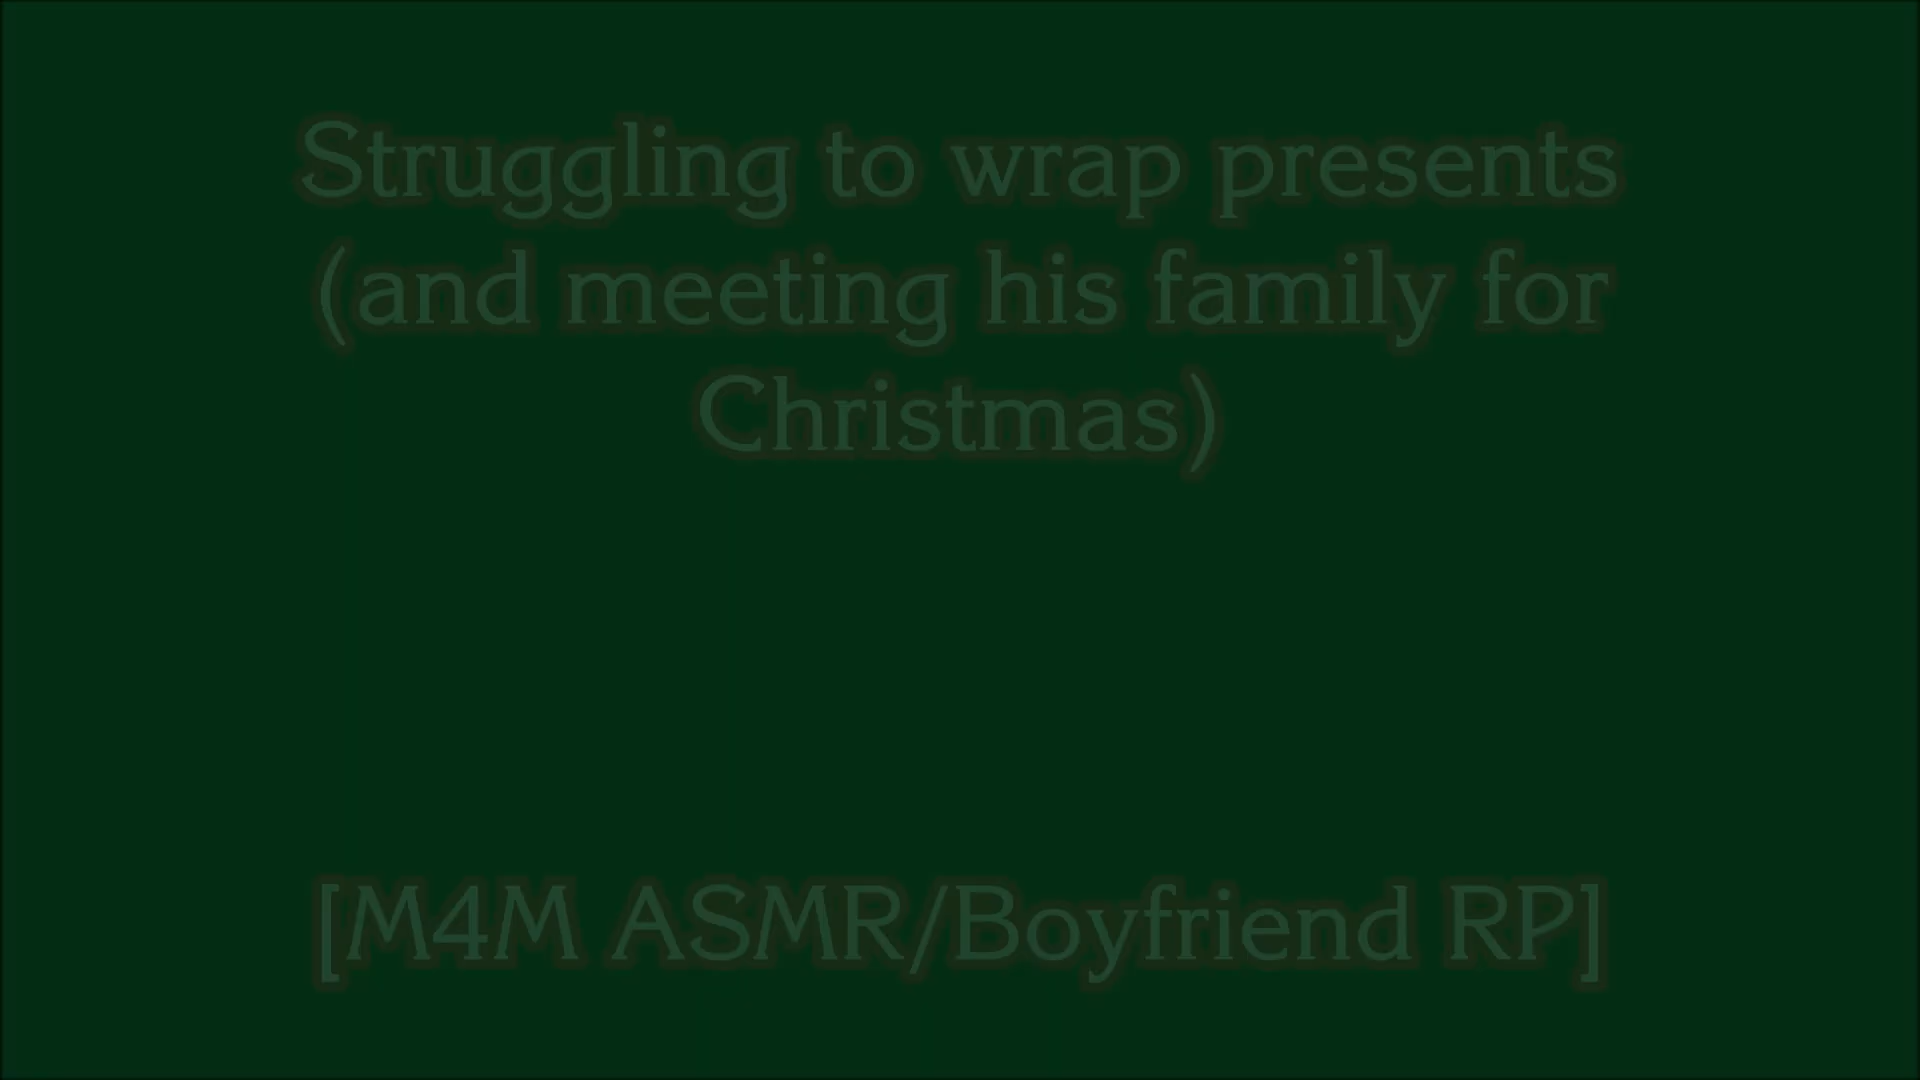 Struggling to wrap presents
(and meeting his family for
Christmas)
[M4M ASMR/Boyfriend RP]